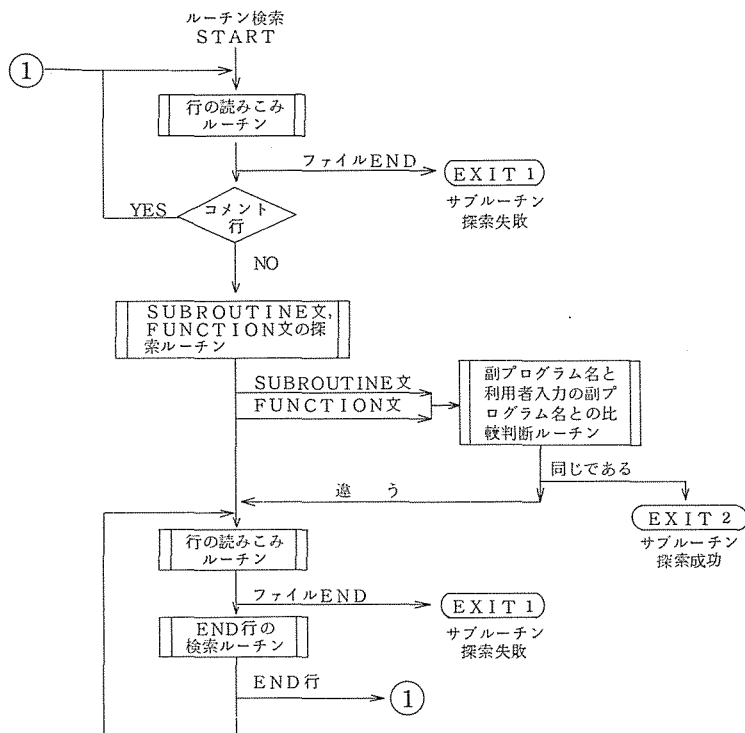 ルーチン検索
START
①
行の読みこみ
ルーチン
ファイルEND
EXIT 1
サブルーチン
探索失敗
YES
コメント
行
NO
SUBROUTINE文,
FUNCTION文の探
索ルーチン
SUBROUTINE文
FUNCTION文
副プログラム名と
利用者入力の副プ
ログラム名との比
較判断ルーチン
同じである
違う
EXIT 2
サブルーチン
探索成功
行の読みこみ
ルーチン
ファイルEND
EXIT 1
サブルーチン
探索失敗
END行の
検索ルーチン
END行
①